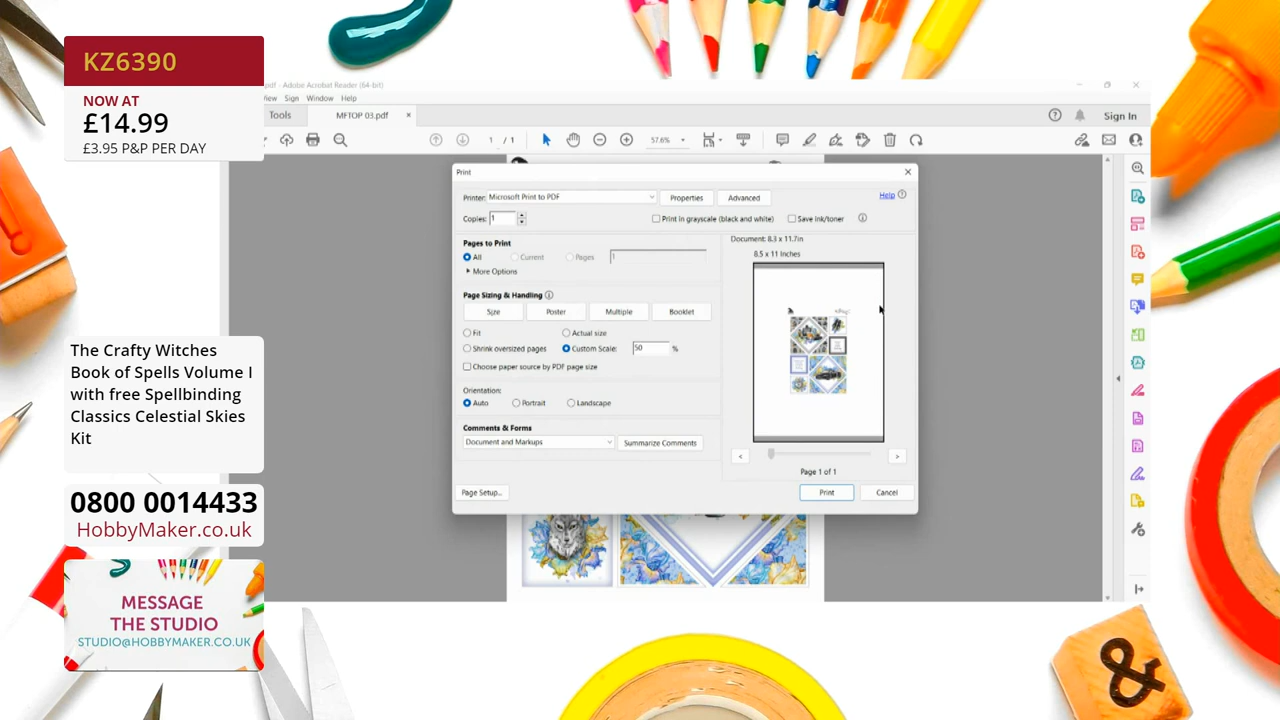 KZ6390
NOW AT
£14.99
£3.95 P&P PER DAY
The Crafty Witches
Book of Spells Volume I
with free Spellbinding
Classics Celestial Skies
Kit
0800 0014433
HobbyMaker.co.uk
MESSAGE
THE STUDIO
STUDIO@HOBBYMAKER.CO.UK
.pdf - Adobe Acrobat Reader (64-bit)
View Sign Window Help
Tools MFTOP 03.pdf × Sign In
1 / 1 57.6%
Print
Printer: Microsoft Print to PDF Properties Advanced Help
Copies: 1 Print in grayscale (black and white) Save ink/toner
Pages to Print
All Current Pages 1
More Options
Page Sizing & Handling
Size Poster Multiple Booklet
Fit Actual size
Shrink oversized pages Custom Scale: 50 %
Choose paper source by PDF page size
Orientation:
Auto Portrait Landscape
Comments & Forms
Document and Markups Summarize Comments
Document: 8.3 x 11.7in
8.5 x 11 Inches
< >
Page 1 of 1
Page Setup... Print Cancel
&